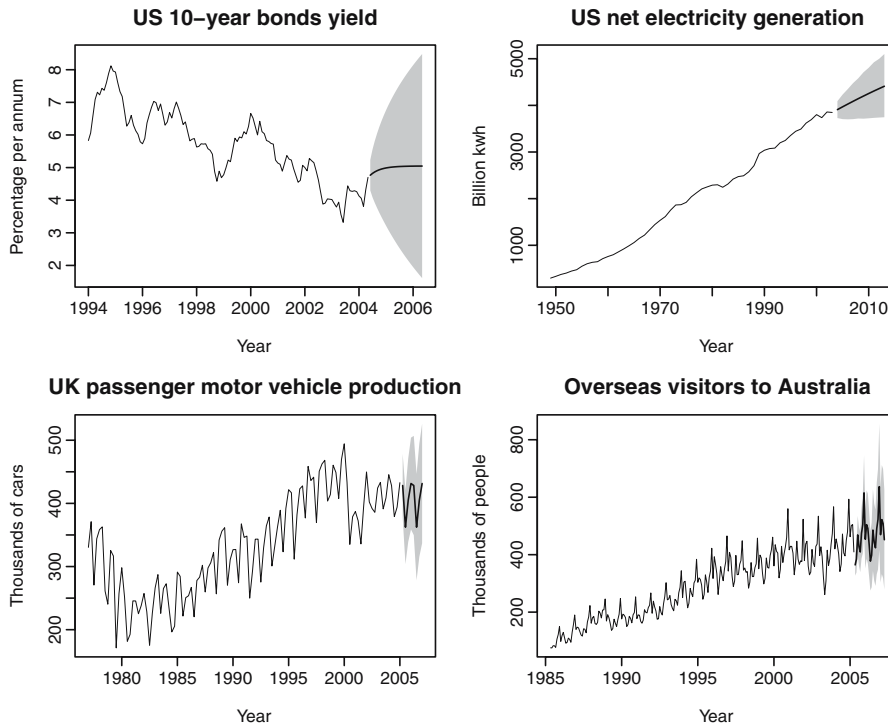 US 10–year bonds yield
Percentage per annum
8
7
6
5
4
3
2
1994 1996 1998 2000 2002 2004 2006
Year
US net electricity generation
Billion kwh
5000
3000
1000
1950 1970 1990 2010
Year
UK passenger motor vehicle production
Thousands of cars
500
400
300
200
1980 1985 1990 1995 2000 2005
Year
Overseas visitors to Australia
Thousands of people
800
600
400
200
1985 1990 1995 2000 2005
Year